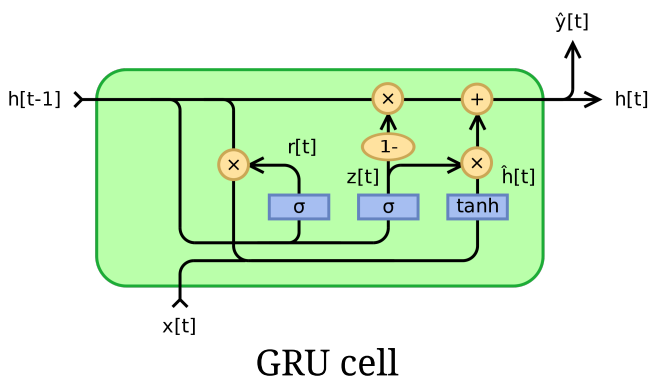 ŷ[t]
h[t-1]
×
+
h[t]
r[t]
1-
×
z[t]
×
ĥ[t]
σ
σ
tanh
x[t]
GRU cell